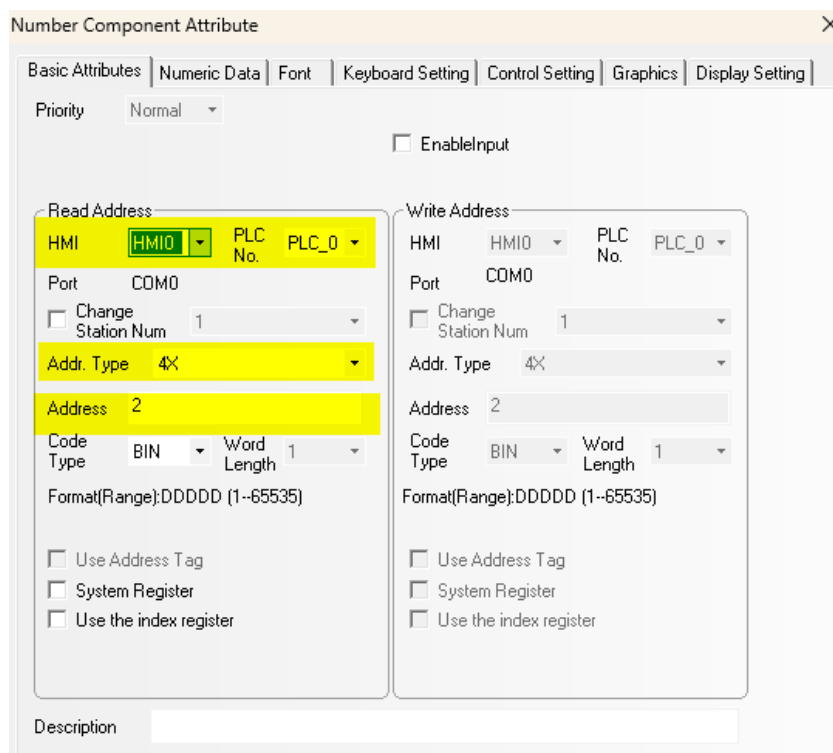 Number Component Attribute
Basic Attributes Numeric Data Font Keyboard Setting Control Setting Graphics Display Setting
Priority Normal
EnableInput
Read Address
HMI HMI0 PLC No. PLC_0
Port COM0
Change Station Num 1
Addr. Type 4X
Address 2
Code Type BIN Word Length 1
Format(Range):DDDDD (1--65535)
Use Address Tag
System Register
Use the index register
Write Address
HMI HMI0 PLC No. PLC_0
Port COM0
Change Station Num 1
Addr. Type 4X
Address 2
Code Type BIN Word Length 1
Format(Range):DDDDD (1--65535)
Use Address Tag
System Register
Use the index register
Description